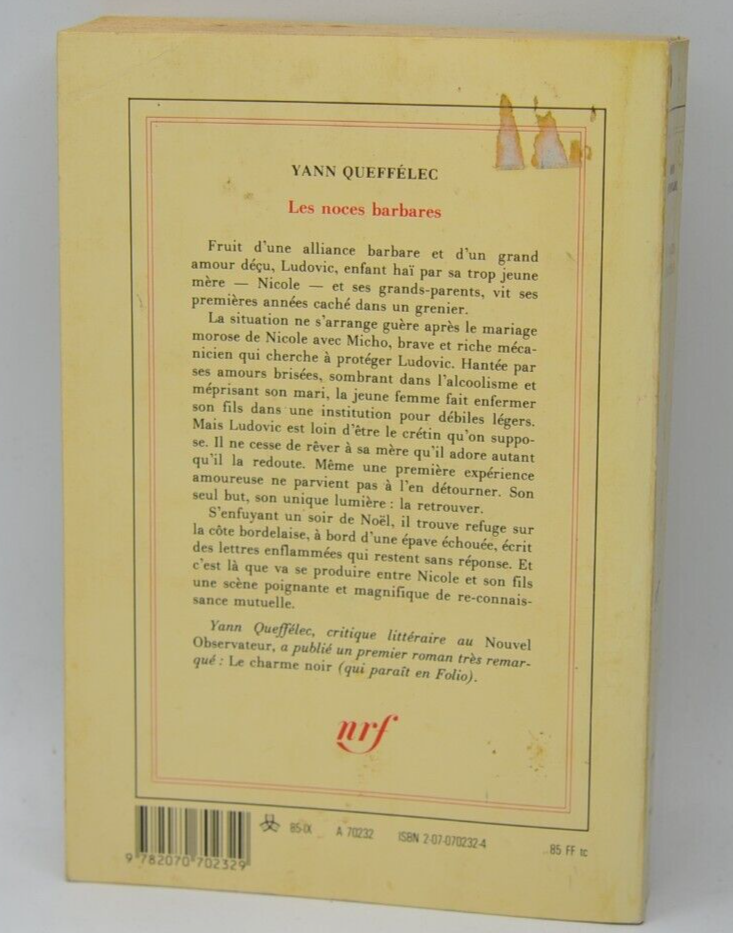 YANN QUEFFÉLEC
Les noces barbares
Fruit d'une alliance barbare et d'un grand
amour déçu, Ludovic, enfant haï par sa trop jeune
mère — Nicole — et ses grands-parents, vit ses
premières années caché dans un grenier.
La situation ne s'arrange guère après le mariage
morose de Nicole avec Micho, brave et riche méca-
nicien qui cherche à protéger Ludovic. Hantée par
ses amours brisées, sombrant dans l'alcoolisme et
méprisant son mari, la jeune femme fait enfermer
son fils dans une institution pour débiles légers.
Mais Ludovic est loin d'être le crétin qu'on suppo-
se. Il ne cesse de rêver à sa mère qu'il adore autant
qu'il la redoute. Même une première expérience
amoureuse ne parvient pas à l'en détourner. Son
seul but, son unique lumière : la retrouver.
S'enfuyant un soir de Noël, il trouve refuge sur
la côte bordelaise, à bord d'une épave échouée, écrit
des lettres enflammées qui restent sans réponse. Et
c'est là que va se produire entre Nicole et son fils
une scène poignante et magnifique de re-connais-
sance mutuelle.
Yann Queffélec, critique littéraire au Nouvel
Observateur, a publié un premier roman très remar-
qué : Le charme noir (qui paraît en Folio).
nrf
85-IX A 70232 ISBN 2-07-070232-4 85 FF tc
9 782070 702329